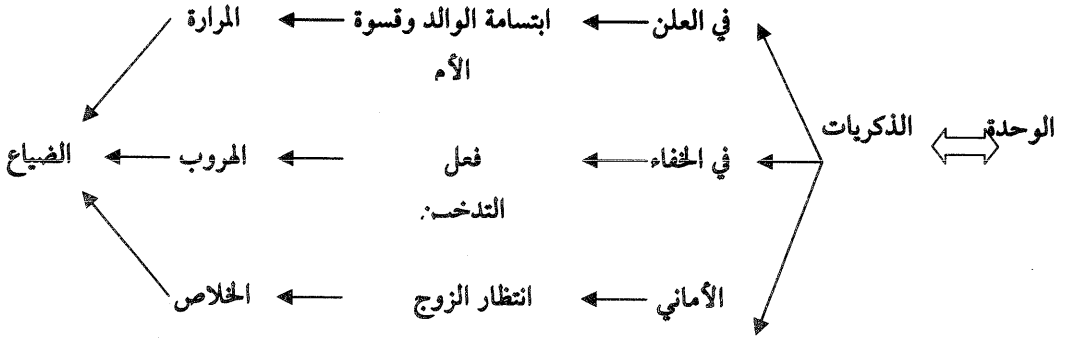 في العلن ابتسامة الوالد وقسوة المرارة
الأم
الوحدة الذكريات
في الخفاء فعل الهروب الضياع
التدخين
الأماني انتظار الزوج الخلاص